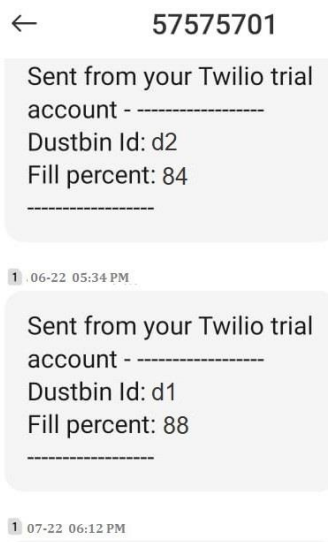 ← 57575701
Sent from your Twilio trial
account - ------------------
Dustbin Id: d2
Fill percent: 84
------------------
1 06-22 05:34 PM
Sent from your Twilio trial
account - ------------------
Dustbin Id: d1
Fill percent: 88
------------------
1 07-22 06:12 PM